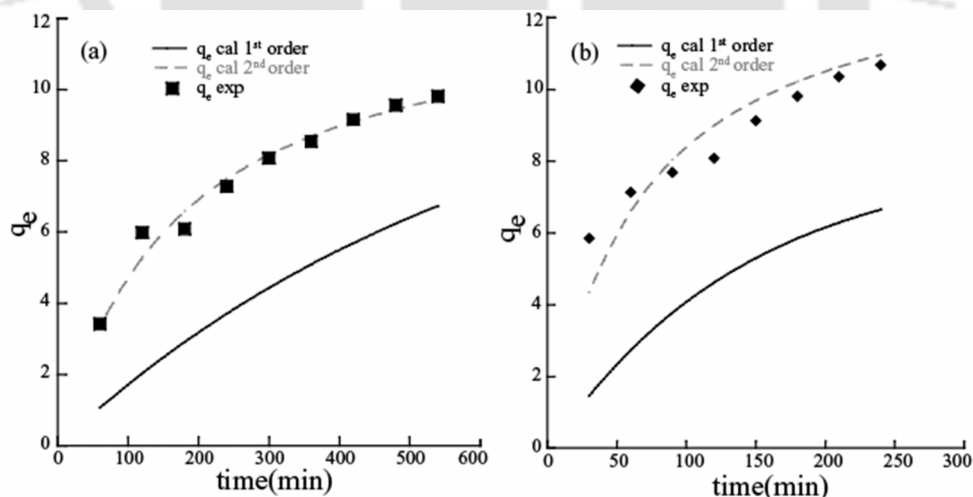 (a)
qe cal 1st order
qe cal 2nd order
qe exp
12
10
8
6
4
2
0
qe
0 100 200 300 400 500 600
time(min)
(b)
qe cal 1st order
qe cal 2nd order
qe exp
12
10
8
6
4
2
0
qe
0 50 100 150 200 250 300
time(min)